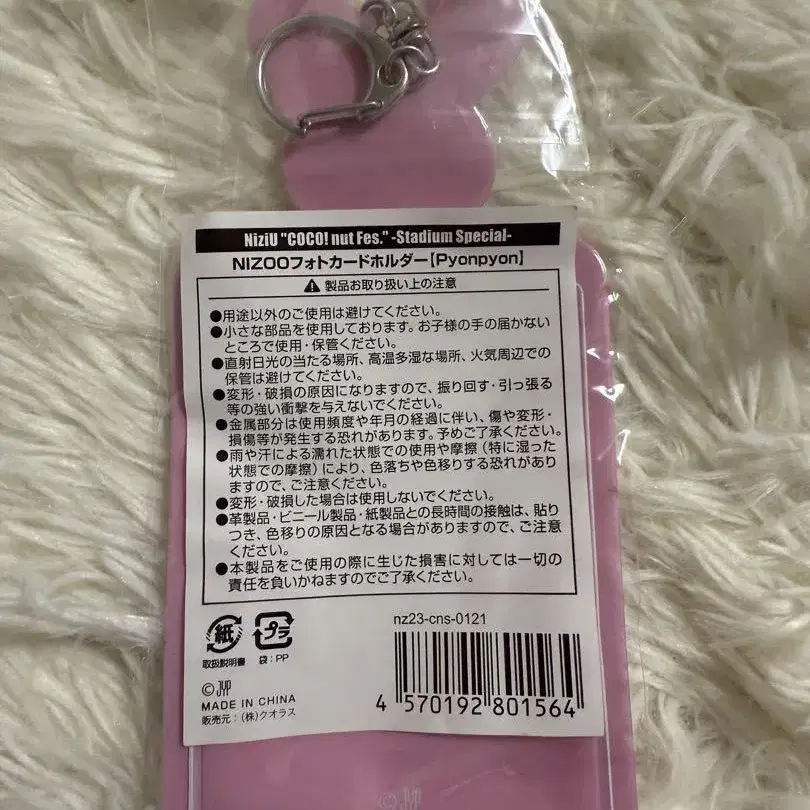 NiziU "COCO! nut Fes." -Stadium Special-
NIZOOフォトカードホルダー【Pyonpyon】
製品お取り扱い上の注意
●用途以外のご使用は避けてください。
●小さな部品を使用しております。お子様の手の届かない
ところで使用・保管ください。
●直射日光の当たる場所、高温多湿な場所、火気周辺での
保管は避けてください。
●変形・破損の原因になりますので、振り回す・引っ張る
等の強い衝撃を与えないでください。
●金属部分は使用頻度や年月の経過に伴い、傷や変形・
損傷等が発生する恐れがあります。予めご了承ください。
●雨や汗による濡れた状態での使用や摩擦（特に湿った
状態での摩擦）により、色落ちや色移りする恐れがあり
ますので、ご注意ください。
●変形・破損した場合は使用しないでください。
●革製品・ビニール製品・紙製品との長時間の接触は、貼り
つき、色移りの原因となる場合がありますので、ご注意
ください。
●本製品をご使用の際に生じた損害に対しては一切の
責任を負いかねますのでご了承ください。
紙
プラ
取扱説明書
袋：PP
nz23-cns-0121
©JYP
MADE IN CHINA
販売元：（株）クオラス
4 570192 801564
©JYP